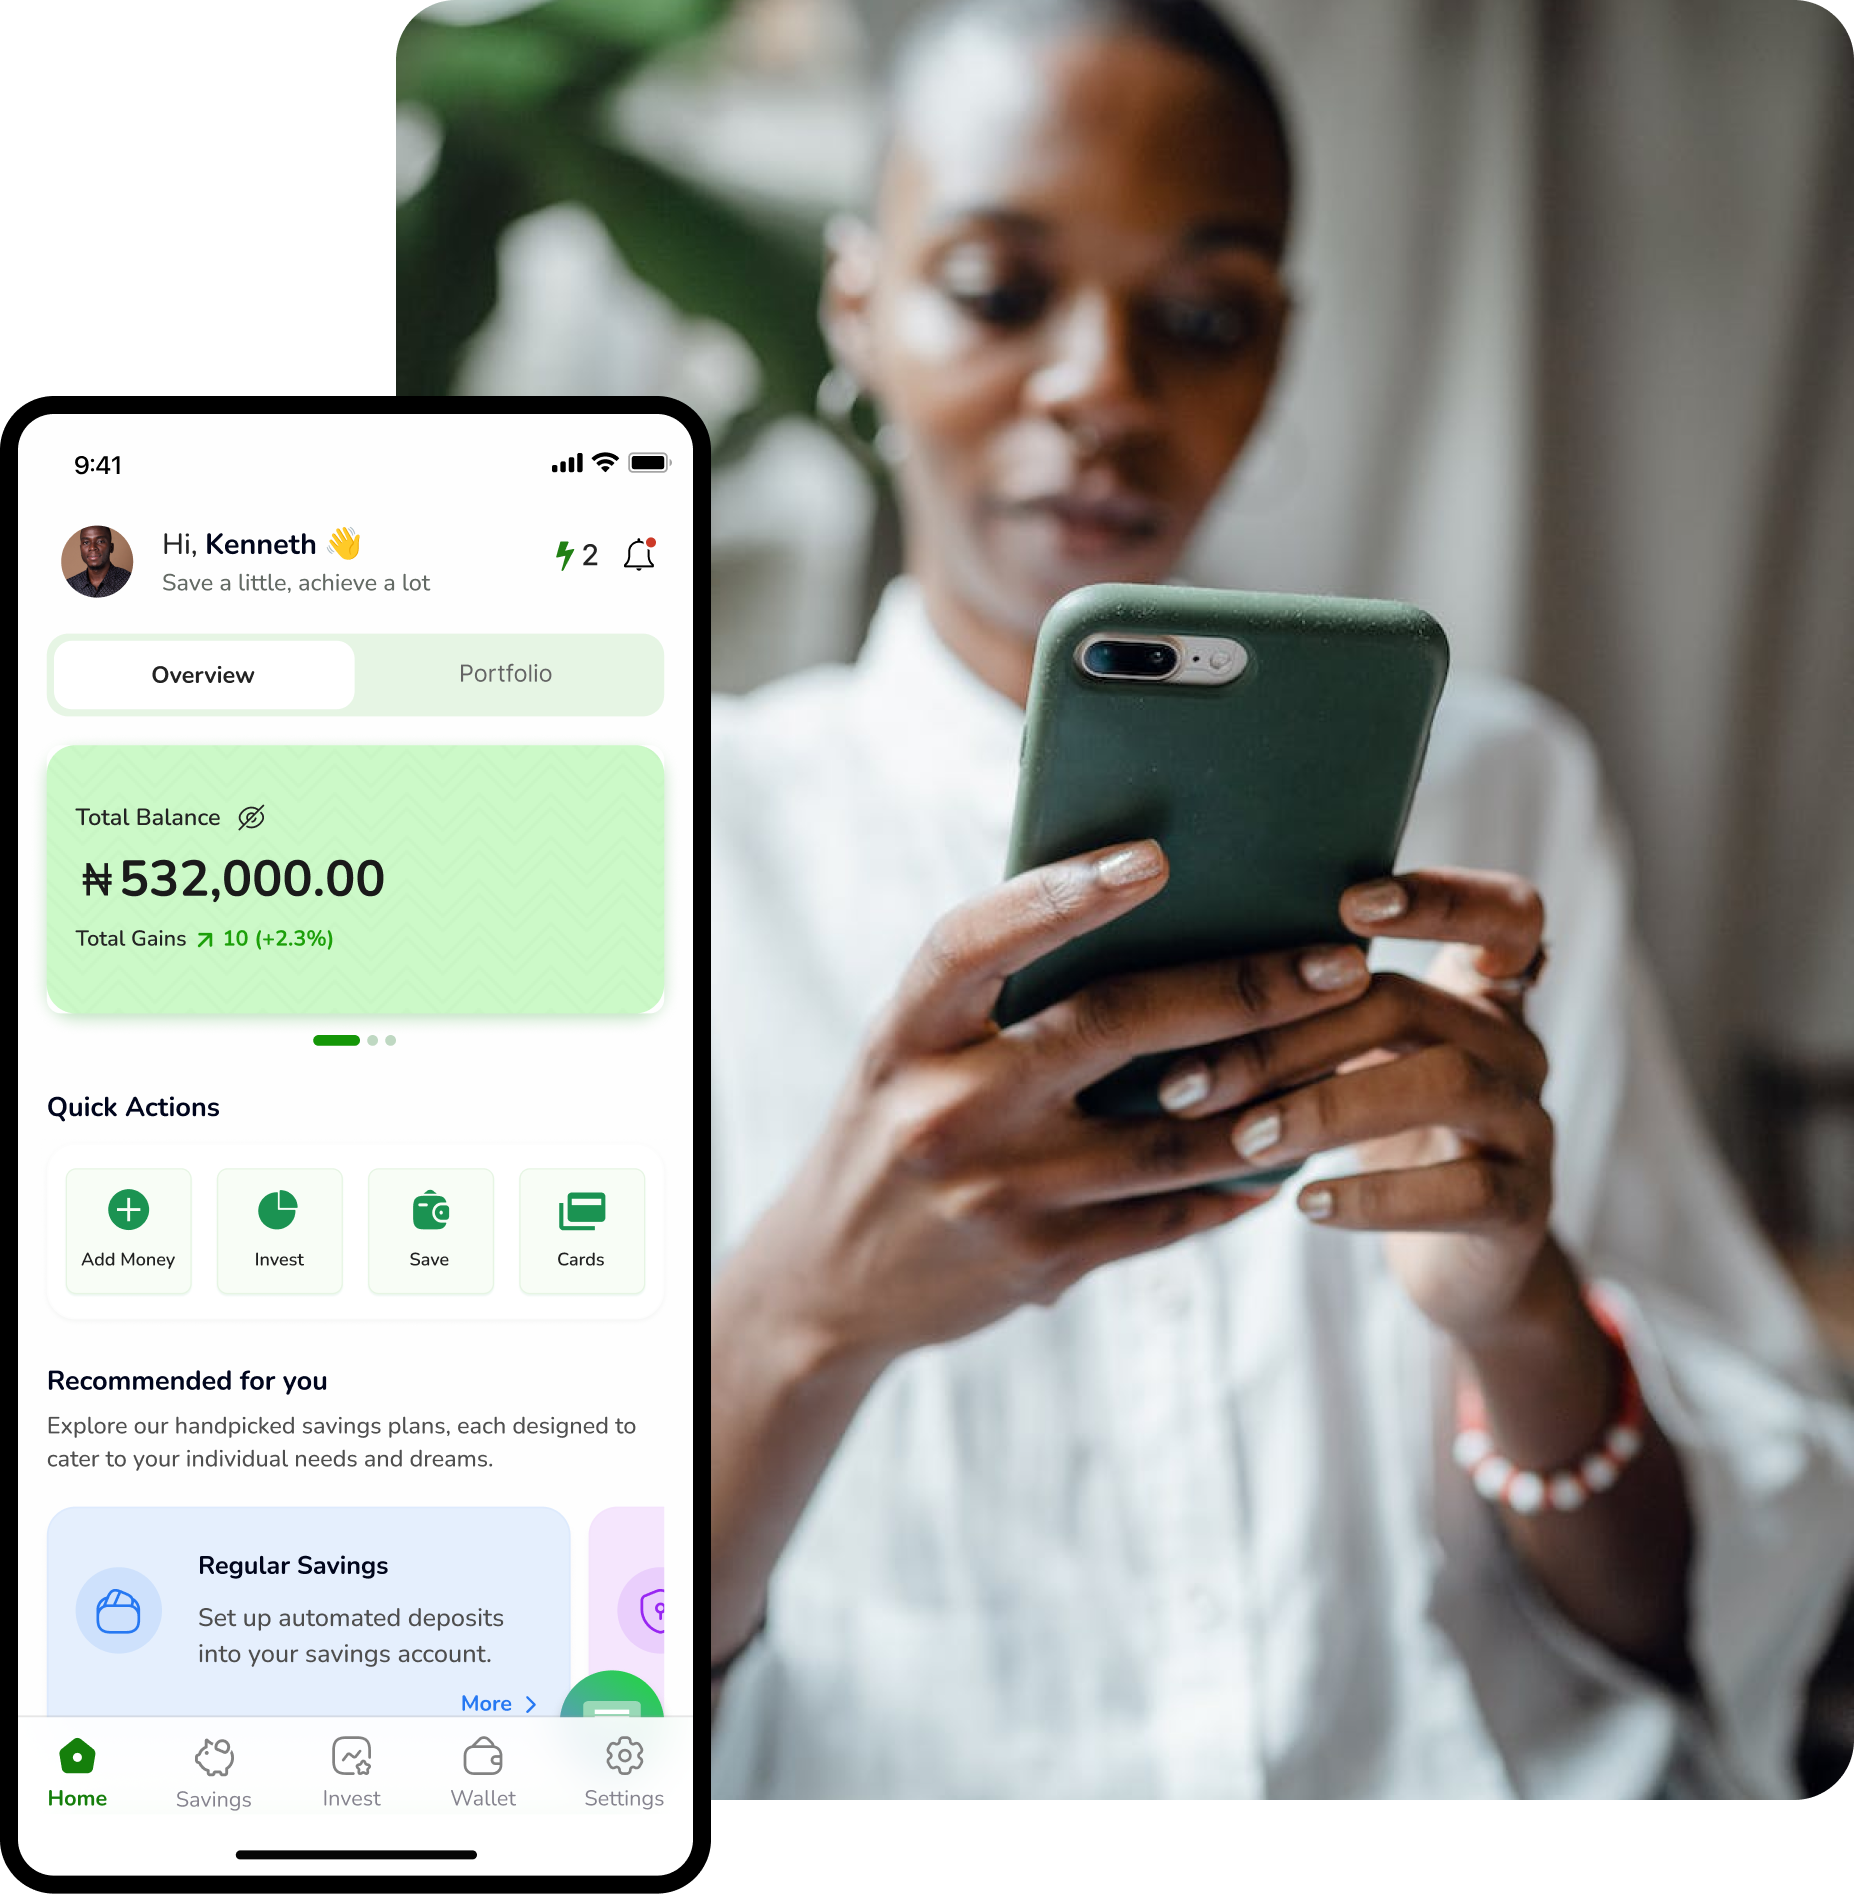 9:41
Hi, Kenneth 👋
2
Save a little, achieve a lot
Overview
Portfolio
Total Balance
₦532,000.00
Total Gains 10 (+2.3%)
Quick Actions
Add Money
Invest
Save
Cards
Recommended for you
Explore our handpicked savings plans, each designed to
cater to your individual needs and dreams.
Regular Savings
Set up automated deposits
into your savings account.
More
Home
Savings
Invest
Wallet
Settings